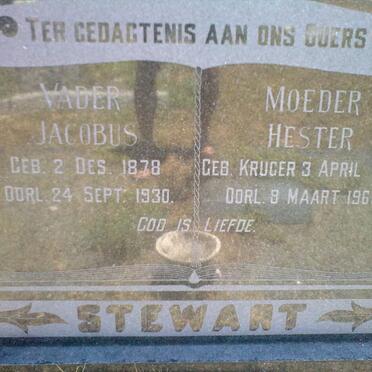 TER GEDAGTENIS AAN ONS OUERS
VADER
JACOBUS
GEB. 2 DES. 1878
OORL. 24 SEPT. 1930.
MOEDER
HESTER
GEB. KRUGER 3 APRIL
OORL. 8 MAART 196
GOD IS LIEFDE.
STEWART